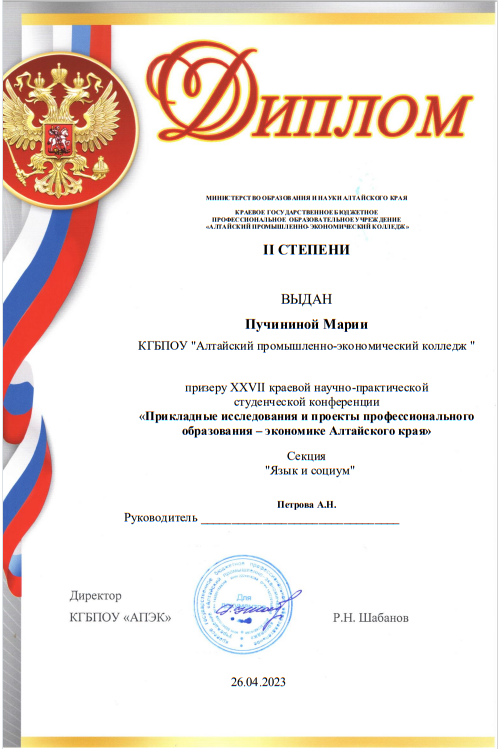 Диплом
МИНИСТЕРСТВО ОБРАЗОВАНИЯ И НАУКИ АЛТАЙСКОГО КРАЯ
КРАЕВОЕ ГОСУДАРСТВЕННОЕ БЮДЖЕТНОЕ
ПРОФЕССИОНАЛЬНОЕ ОБРАЗОВАТЕЛЬНОЕ УЧРЕЖДЕНИЕ
«АЛТАЙСКИЙ ПРОМЫШЛЕННО-ЭКОНОМИЧЕСКИЙ КОЛЛЕДЖ»
II СТЕПЕНИ
ВЫДАН
Пучининой Марии
КГБПОУ "Алтайский промышленно-экономический колледж "
призеру XXVII краевой научно-практической
студенческой конференции
«Прикладные исследования и проекты профессионального
образования – экономике Алтайского края»
Секция
"Язык и социум"
Петрова А.Н.
Руководитель
Для
Директор
КГБПОУ «АПЭК»
Р.Н. Шабанов
26.04.2023